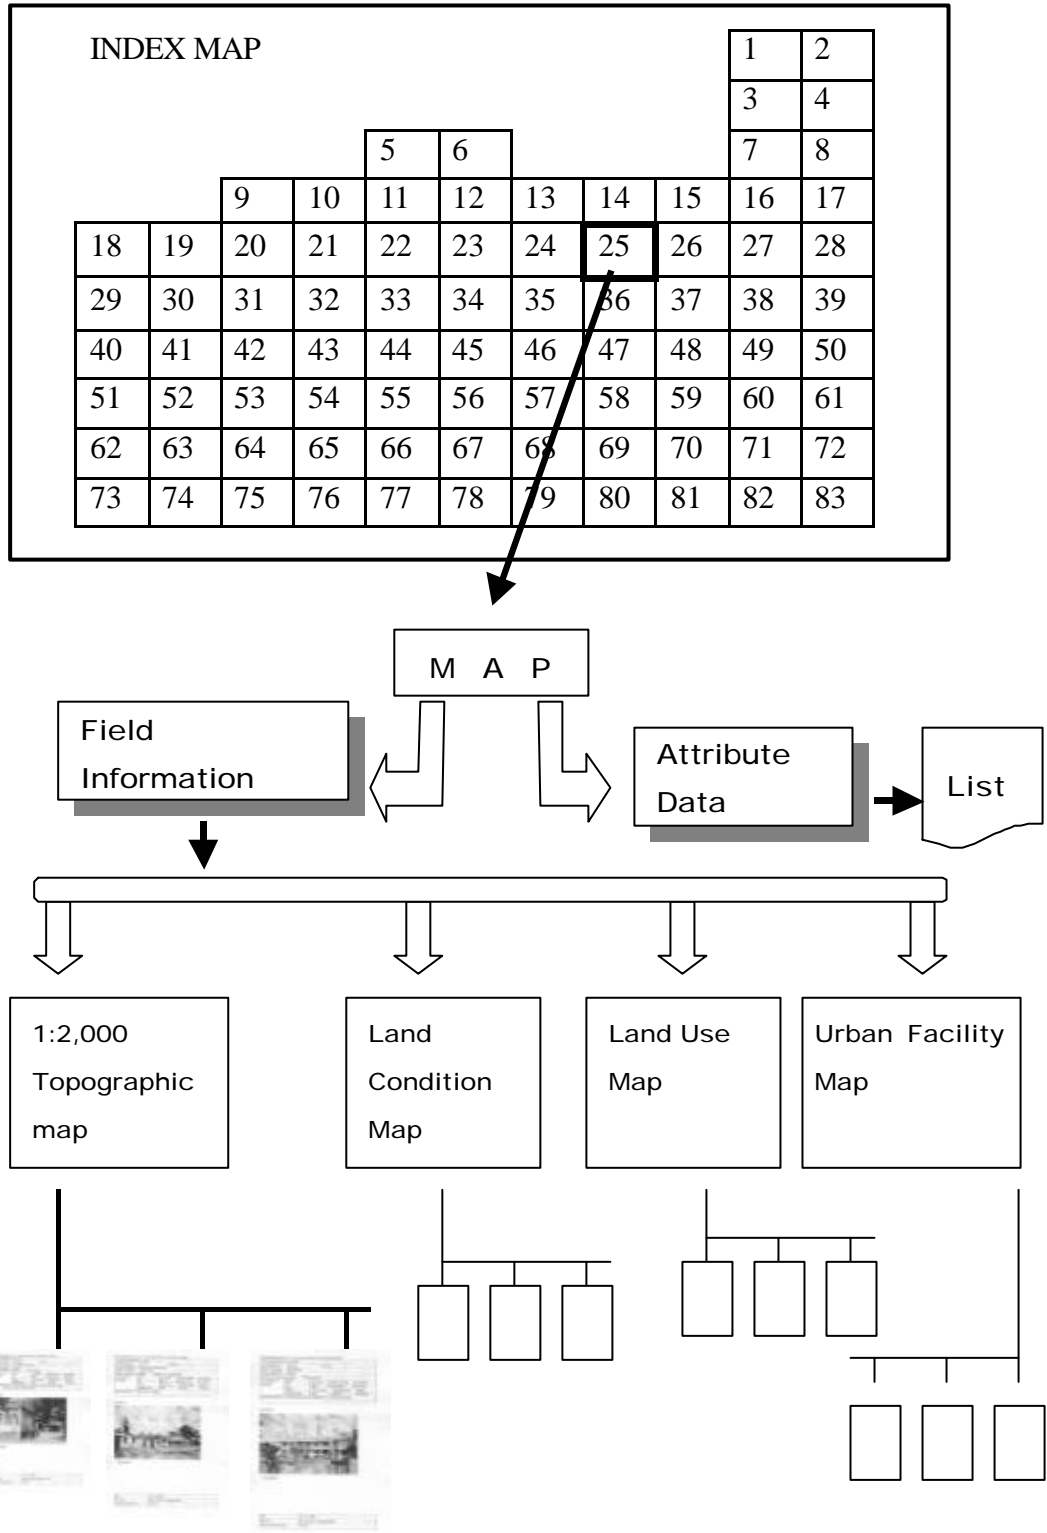 INDEX MAP
1 2
3 4
5 6 7 8
9 10 11 12 13 14 15 16 17
18 19 20 21 22 23 24 25 26 27 28
29 30 31 32 33 34 35 36 37 38 39
40 41 42 43 44 45 46 47 48 49 50
51 52 53 54 55 56 57 58 59 60 61
62 63 64 65 66 67 68 69 70 71 72
73 74 75 76 77 78 79 80 81 82 83
M A P
Field
Information
Attribute
Data
List
1:2,000
Topographic
map
Land
Condition
Map
Land Use
Map
Urban Facility
Map